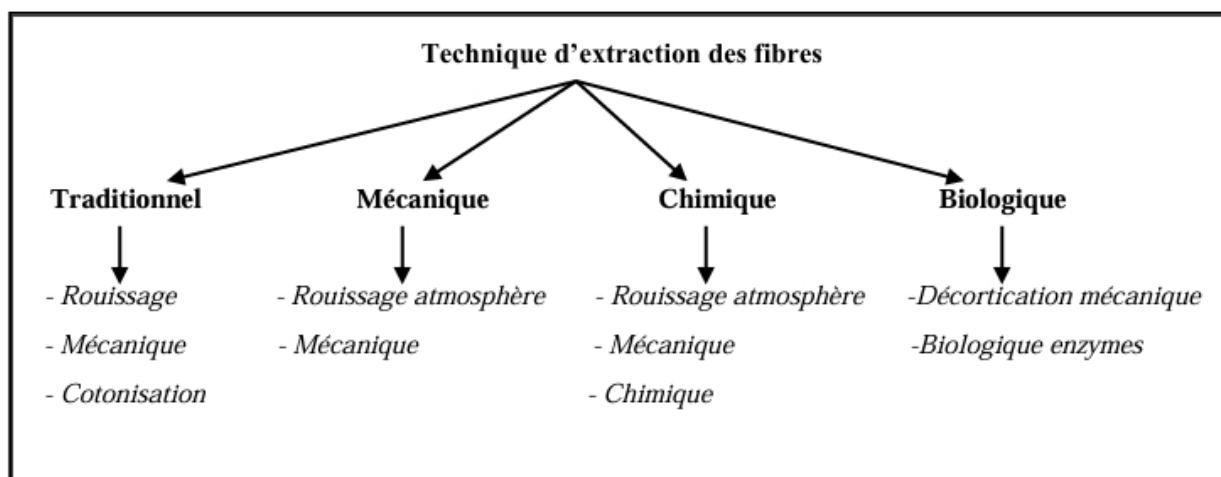 Technique d’extraction des fibres
Traditionnel Mécanique Chimique Biologique
- Rouissage - Rouissage atmosphère - Rouissage atmosphère -Décortication mécanique
- Mécanique - Mécanique - Mécanique -Biologique enzymes
- Cotonisation - Chimique